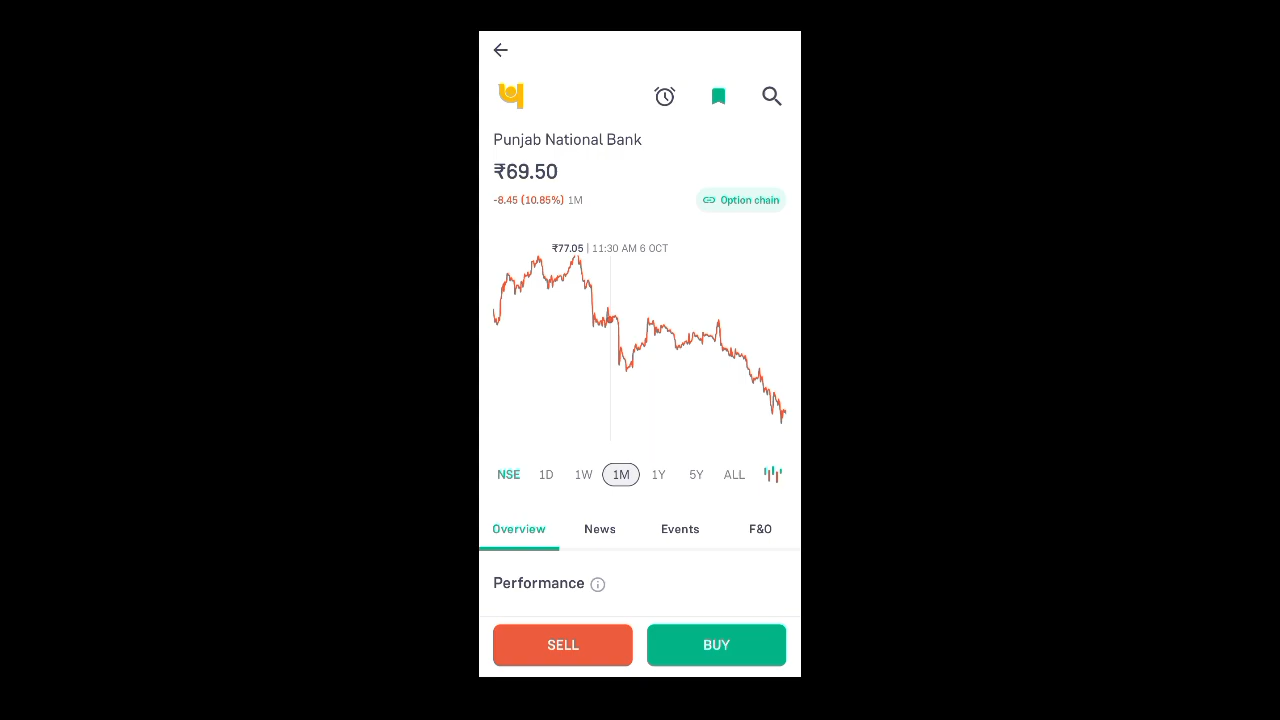 Punjab National Bank
₹69.50
-8.45 (10.85%) 1M
Option chain
₹77.05 | 11:30 AM 6 OCT
NSE 1D 1W 1M 1Y 5Y ALL
Overview News Events F&O
Performance
SELL BUY